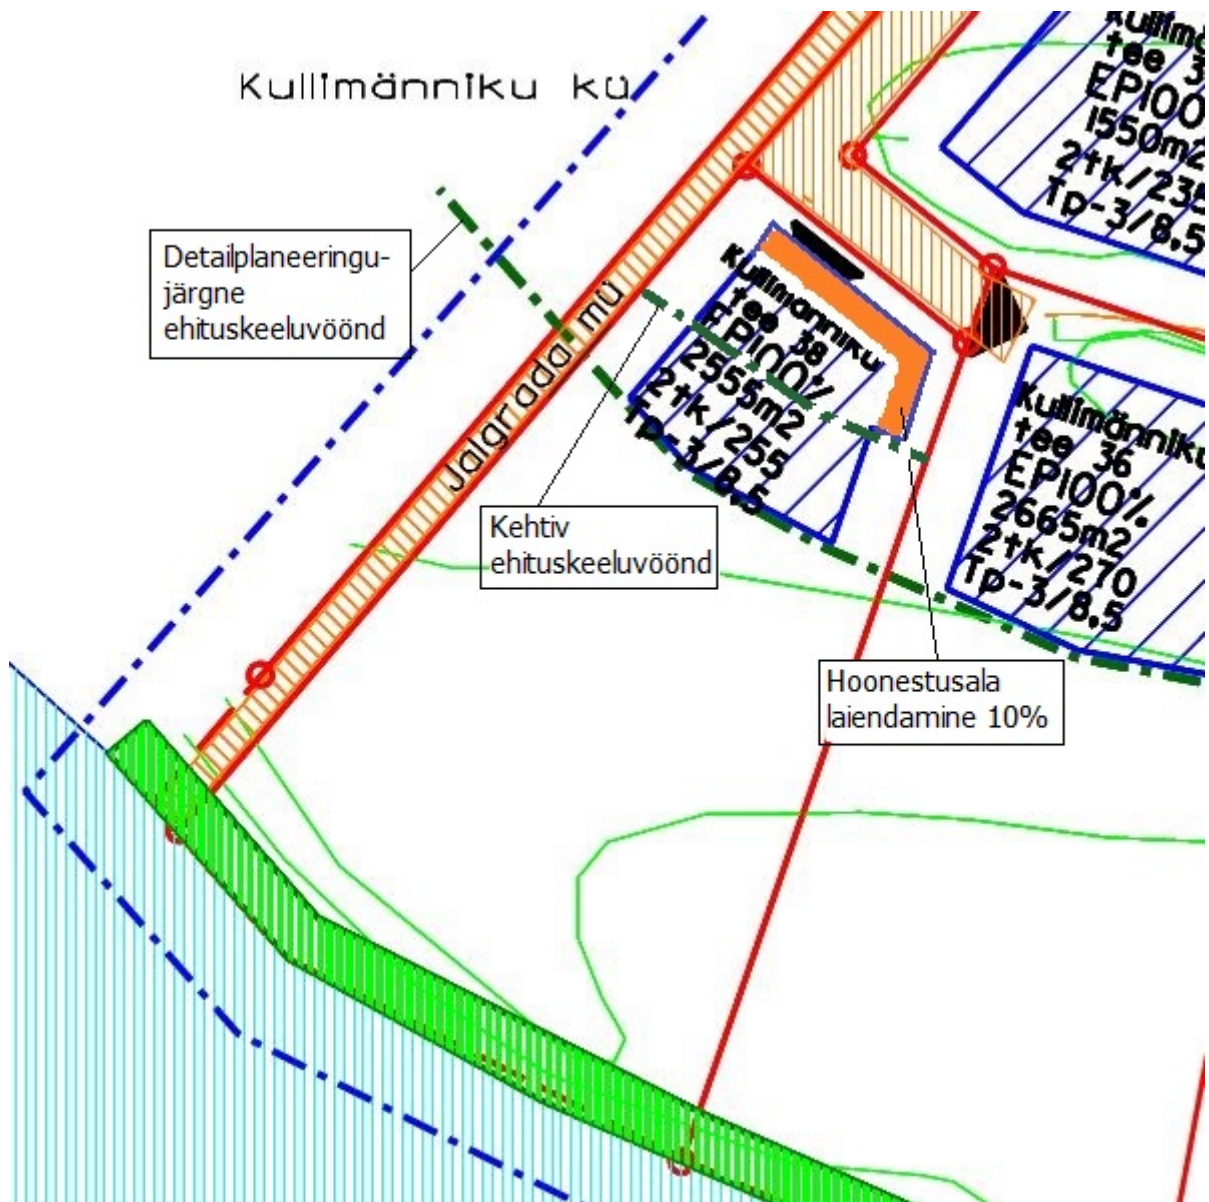 Kullimänniku kü
Detailplaneeringu-
järgne
ehituskeeluvöönd
Jalgrada mü
Kullimänniku
tee 38
EP100%
2555m2
2tk/255
Tp-3/8.5
EP100
1550m2
2tk/235
Tp-3/8.5
Kullimänniku
tee 36
EP100%
2665m2
2tk/270
Tp-3/8.5
Kehtiv
ehituskeeluvöönd
Hoonestusala
laiendamine 10%